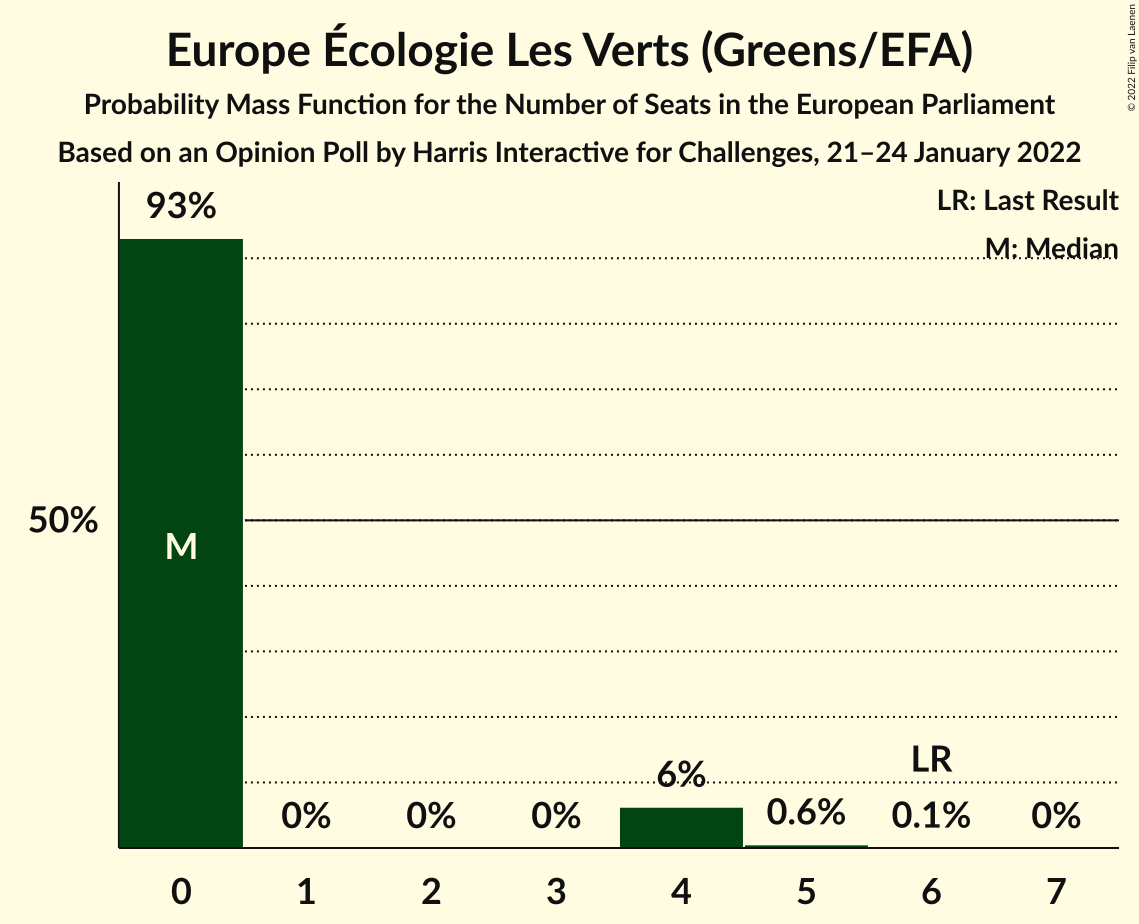 Europe Écologie Les Verts (Greens/EFA)
Probability Mass Function for the Number of Seats in the European Parliament
Based on an Opinion Poll by Harris Interactive for Challenges, 21–24 January 2022
© 2022 Filip van Laenen
LR: Last Result
M: Median
93%
50%
M
LR
6%
0% 0% 0% 0.6% 0.1% 0%
0 1 2 3 4 5 6 7